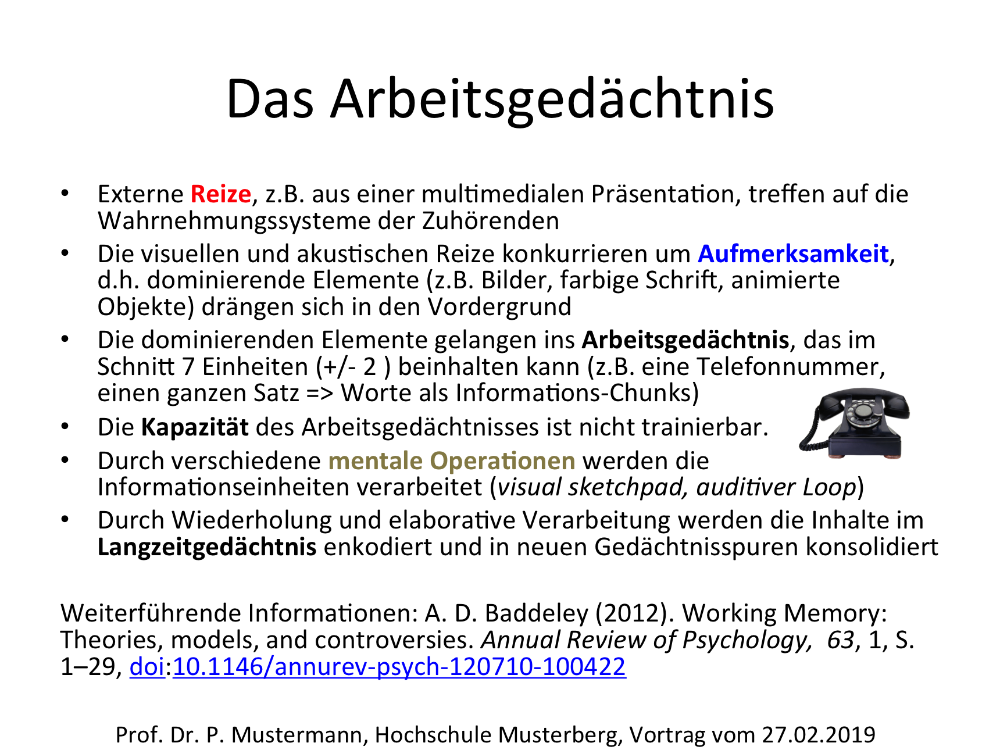 Das Arbeitsgedächtnis
• Externe Reize, z.B. aus einer multimedialen Präsentation, treffen auf die
Wahrnehmungssysteme der Zuhörenden
• Die visuellen und akustischen Reize konkurrieren um Aufmerksamkeit,
d.h. dominierende Elemente (z.B. Bilder, farbige Schrift, animierte
Objekte) drängen sich in den Vordergrund
• Die dominierenden Elemente gelangen ins Arbeitsgedächtnis, das im
Schnitt 7 Einheiten (+/- 2 ) beinhalten kann (z.B. eine Telefonnummer,
einen ganzen Satz => Worte als Informations-Chunks)
• Die Kapazität des Arbeitsgedächtnisses ist nicht trainierbar.
• Durch verschiedene mentale Operationen werden die
Informationseinheiten verarbeitet (visual sketchpad, auditiver Loop)
• Durch Wiederholung und elaborative Verarbeitung werden die Inhalte im
Langzeitgedächtnis enkodiert und in neuen Gedächtnisspuren konsolidiert
Weiterführende Informationen: A. D. Baddeley (2012). Working Memory:
Theories, models, and controversies. Annual Review of Psychology,  63, 1, S.
1–29, doi:10.1146/annurev-psych-120710-100422
Prof. Dr. P. Mustermann, Hochschule Musterberg, Vortrag vom 27.02.2019